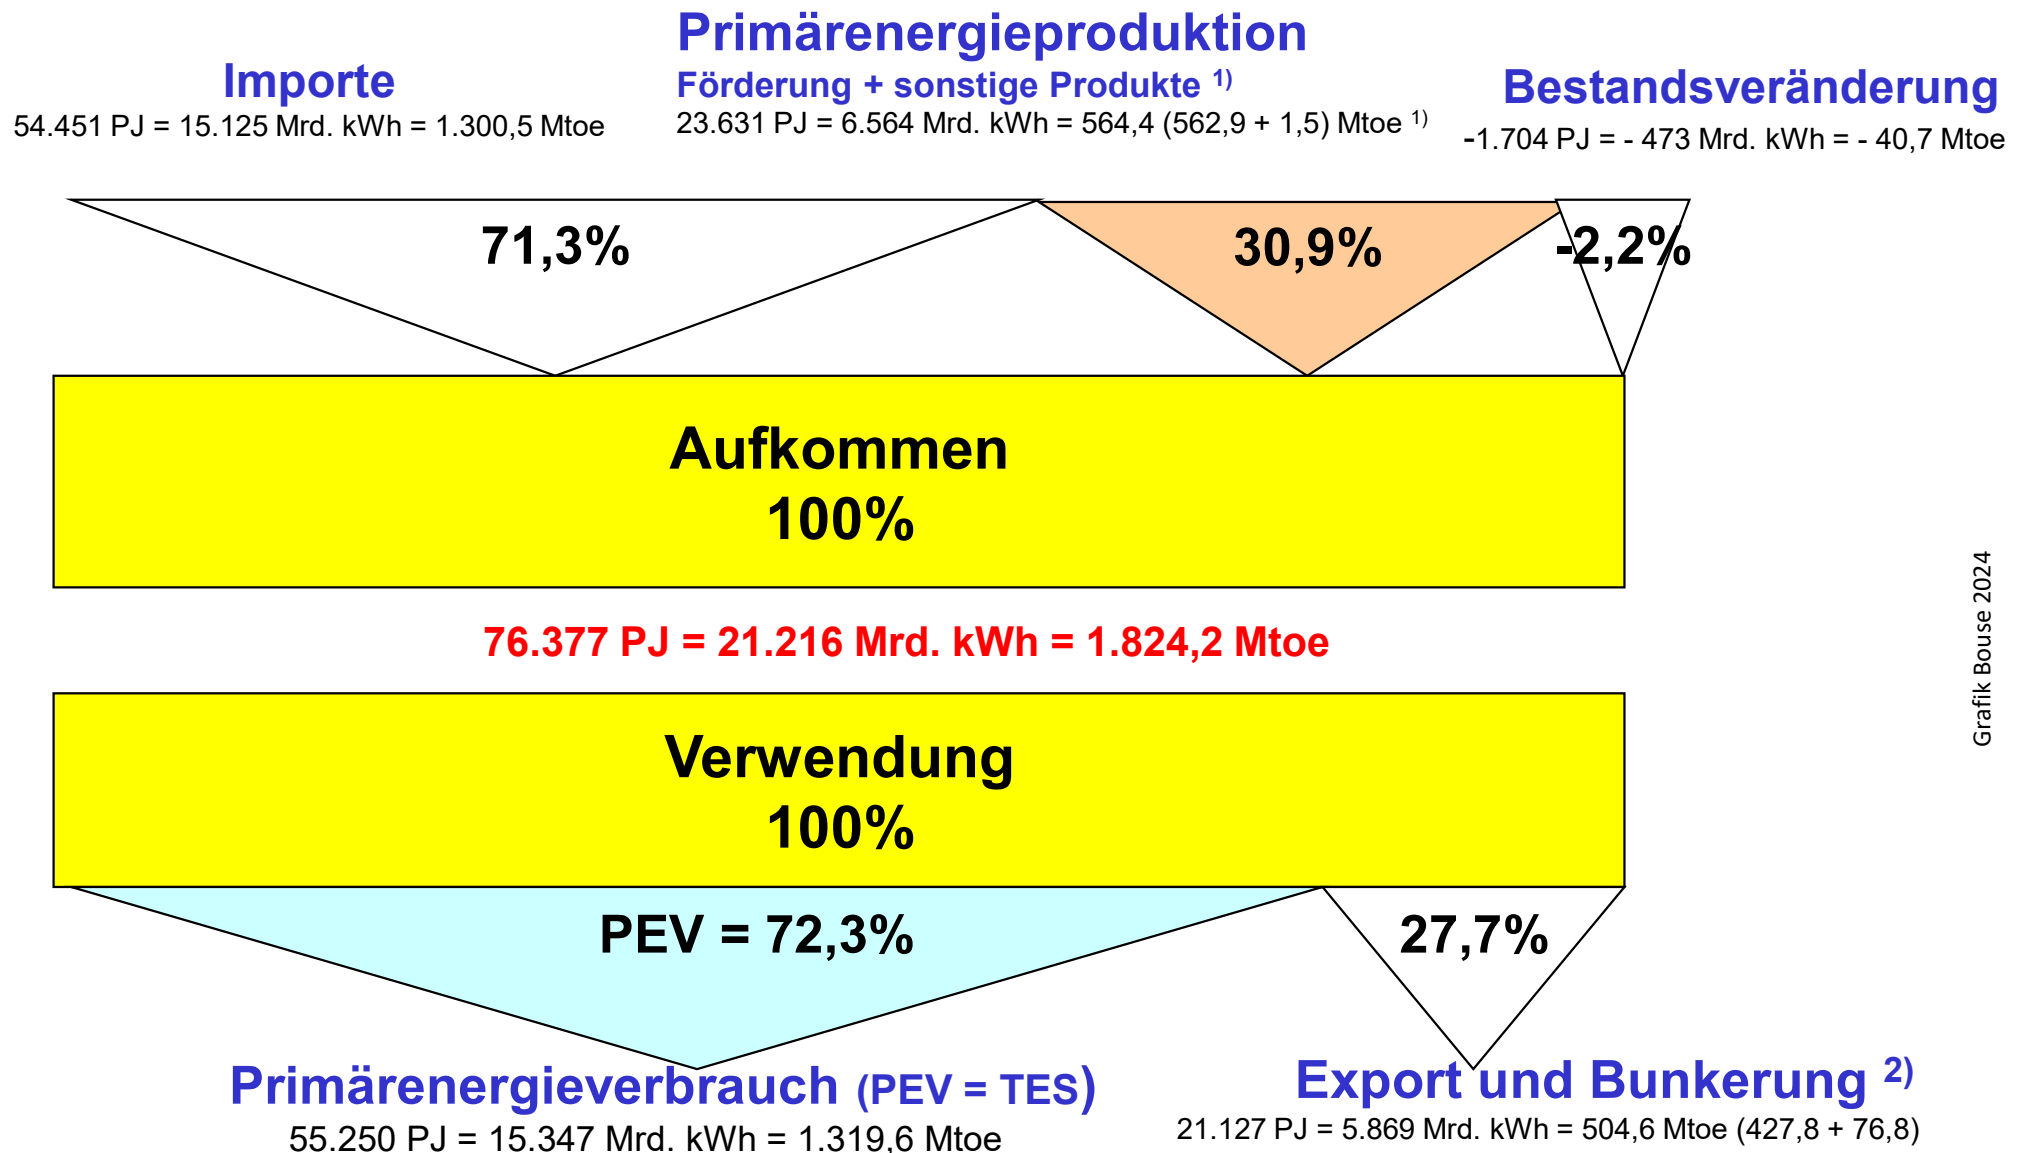 Primärenergieproduktion
Importe
Förderung + sonstige Produkte 1)
Bestandsveränderung
54.451 PJ = 15.125 Mrd. kWh = 1.300,5 Mtoe
23.631 PJ = 6.564 Mrd. kWh = 564,4 (562,9 + 1,5) Mtoe 1)
-1.704 PJ = - 473 Mrd. kWh = - 40,7 Mtoe
71,3%
30,9%
-2,2%
Aufkommen
100%
76.377 PJ = 21.216 Mrd. kWh = 1.824,2 Mtoe
Grafik Bouse 2024
Verwendung
100%
PEV = 72,3%
27,7%
Primärenergieverbrauch (PEV = TES)
Export und Bunkerung 2)
55.250 PJ = 15.347 Mrd. kWh = 1.319,6 Mtoe
21.127 PJ = 5.869 Mrd. kWh = 504,6 Mtoe (427,8 + 76,8)